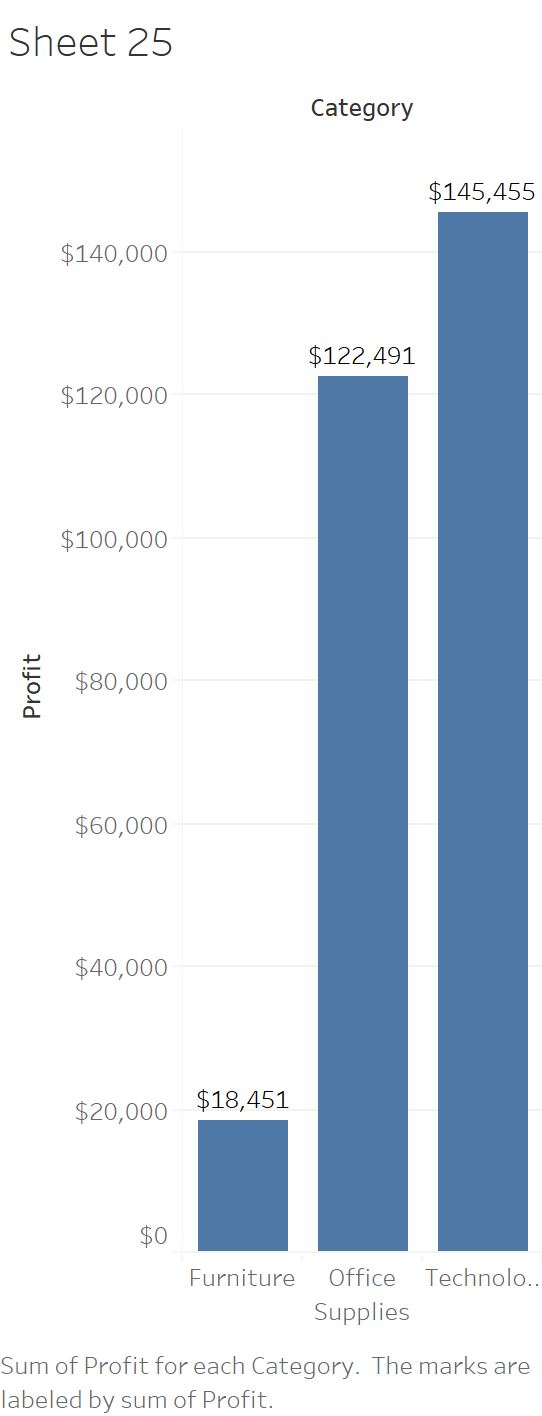 Sheet 25
Category
$145,455
$140,000
$122,491
$120,000
$100,000
$80,000
Profit
$60,000
$40,000
$18,451
$20,000
$0
Furniture
Office
Supplies
Technolo..
Sum of Profit for each Category.  The marks are
labeled by sum of Profit.